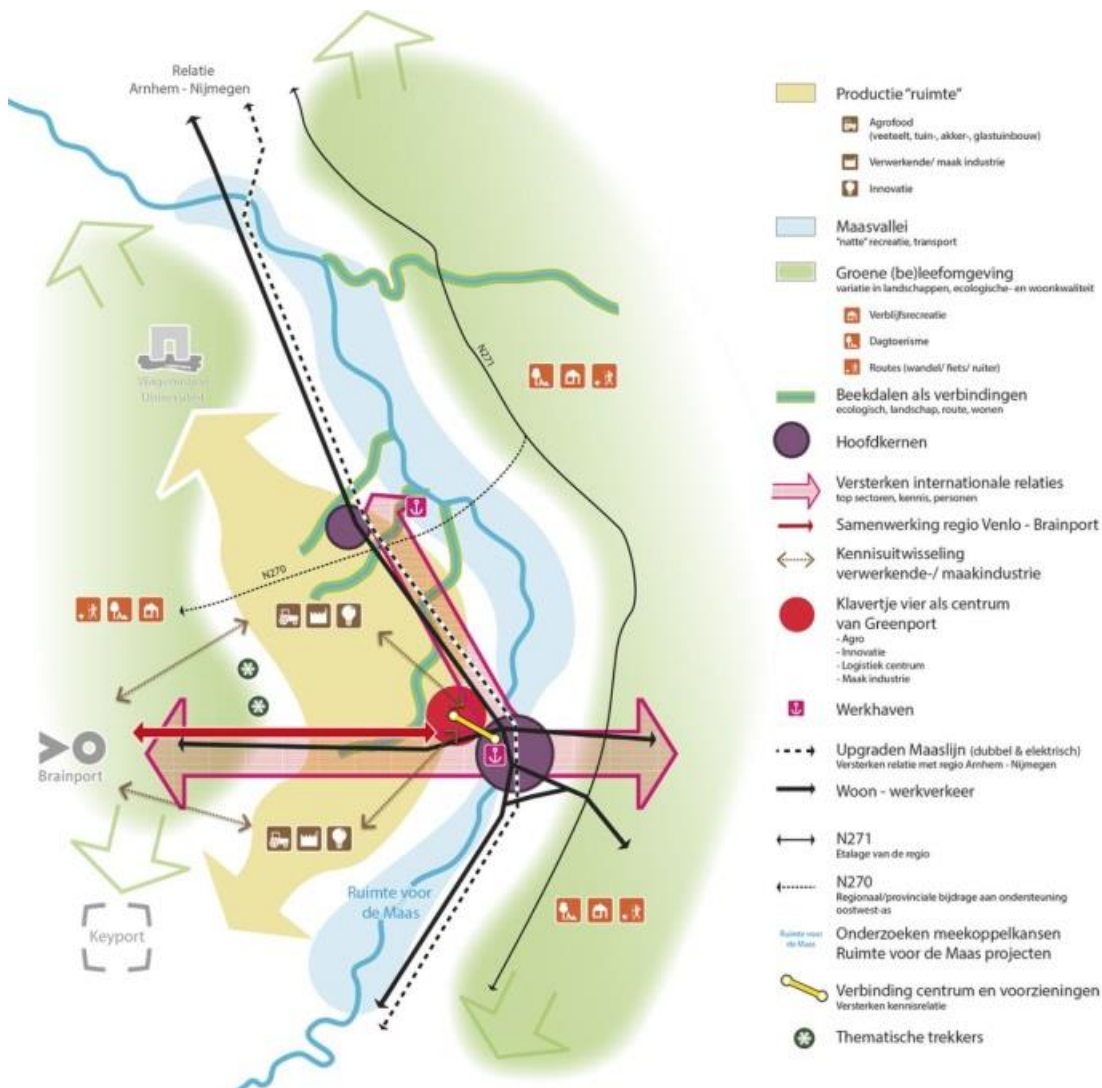 Relatie
Arnhem - Nijmegen
N271
Wageningen
Universiteit
N270
Brainport
Keyport
Ruimte voor
de Maas
Productie "ruimte"
Agrofood
(veeteelt, tuin-, akker-, glastuinbouw)
Verwerkende/ maak industrie
Innovatie
Maasvallei
"natte" recreatie, transport
Groene (be)leefomgeving
variatie in landschappen, ecologische- en woonkwaliteit
Verblijfsrecreatie
Dagtoerisme
Routes (wandel/ fiets/ ruiter)
Beekdalen als verbindingen
ecologisch, landschap, route, wonen
Hoofdkernen
Versterken internationale relaties
top sectoren, kennis, personen
Samenwerking regio Venlo - Brainport
Kennisuitwisseling
verwerkende-/ maakindustrie
Klavertje vier als centrum
van Greenport
- Agro
- Innovatie
- Logistiek centrum
- Maak industrie
Werkhaven
Upgraden Maaslijn (dubbel & elektrisch)
Versterken relatie met regio Arnhem - Nijmegen
Woon - werkverkeer
N271
Etalage van de regio
N270
Regionaal/provinciale bijdrage aan ondersteuning
oostwest-as
Ruimte voor
de Maas
Onderzoeken meekoppelkansen
Ruimte voor de Maas projecten
Verbinding centrum en voorzieningen
Versterken kennisrelatie
Thematische trekkers